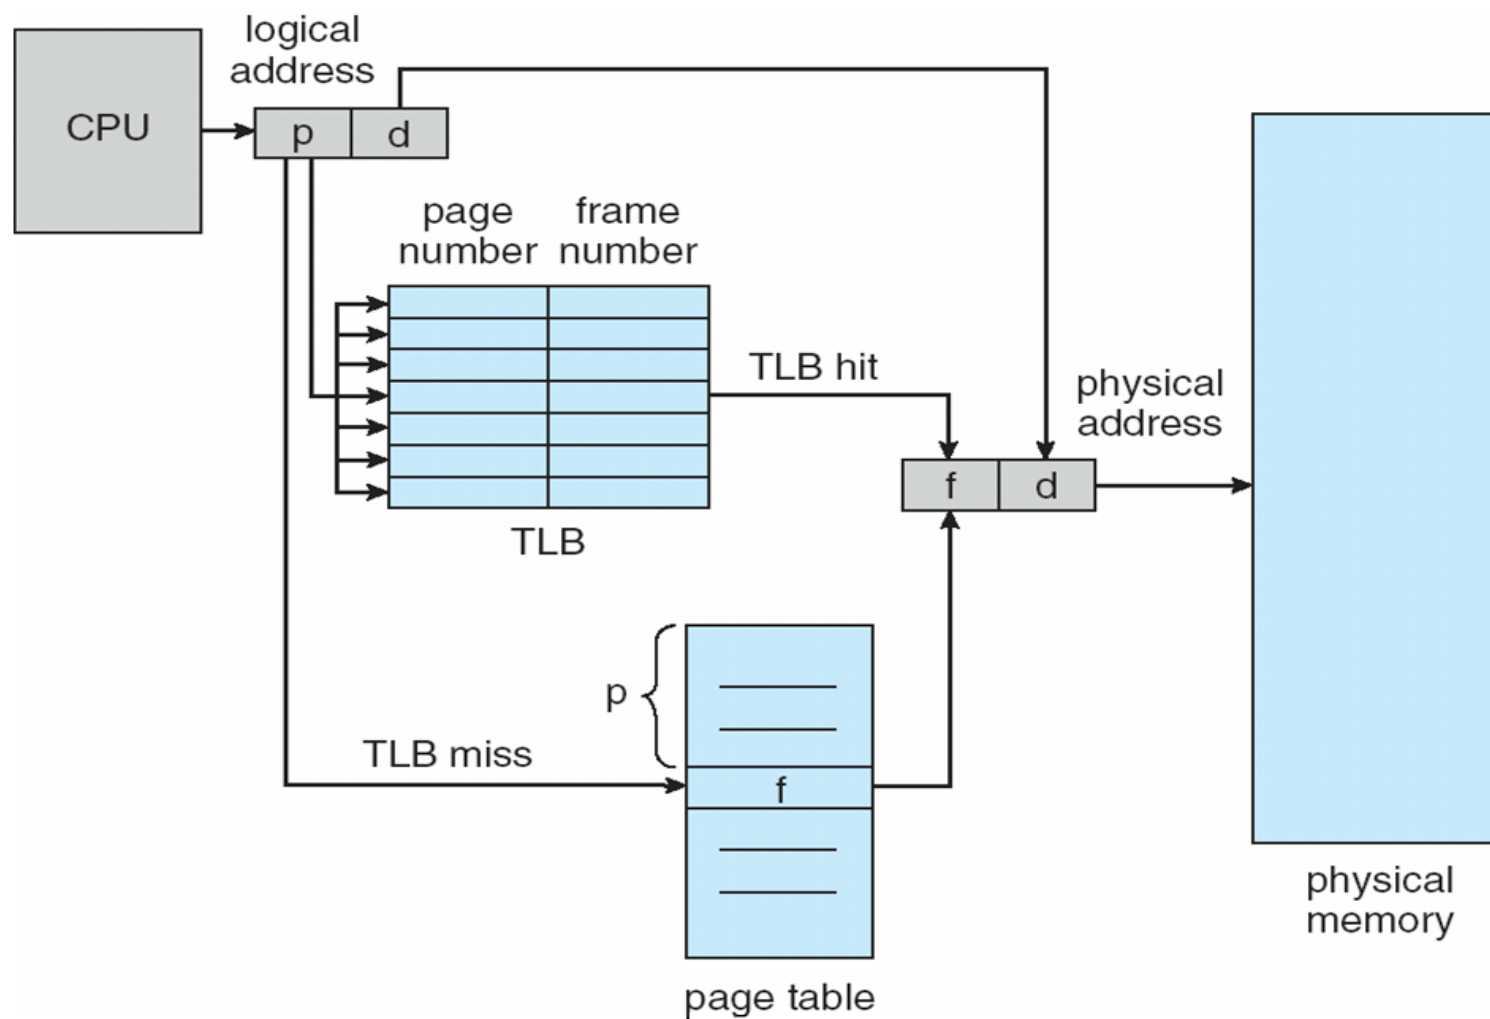 logical
address
CPU
p
d
page
number
frame
number
TLB hit
physical
address
f
d
TLB
p
TLB miss
f
physical
memory
page table